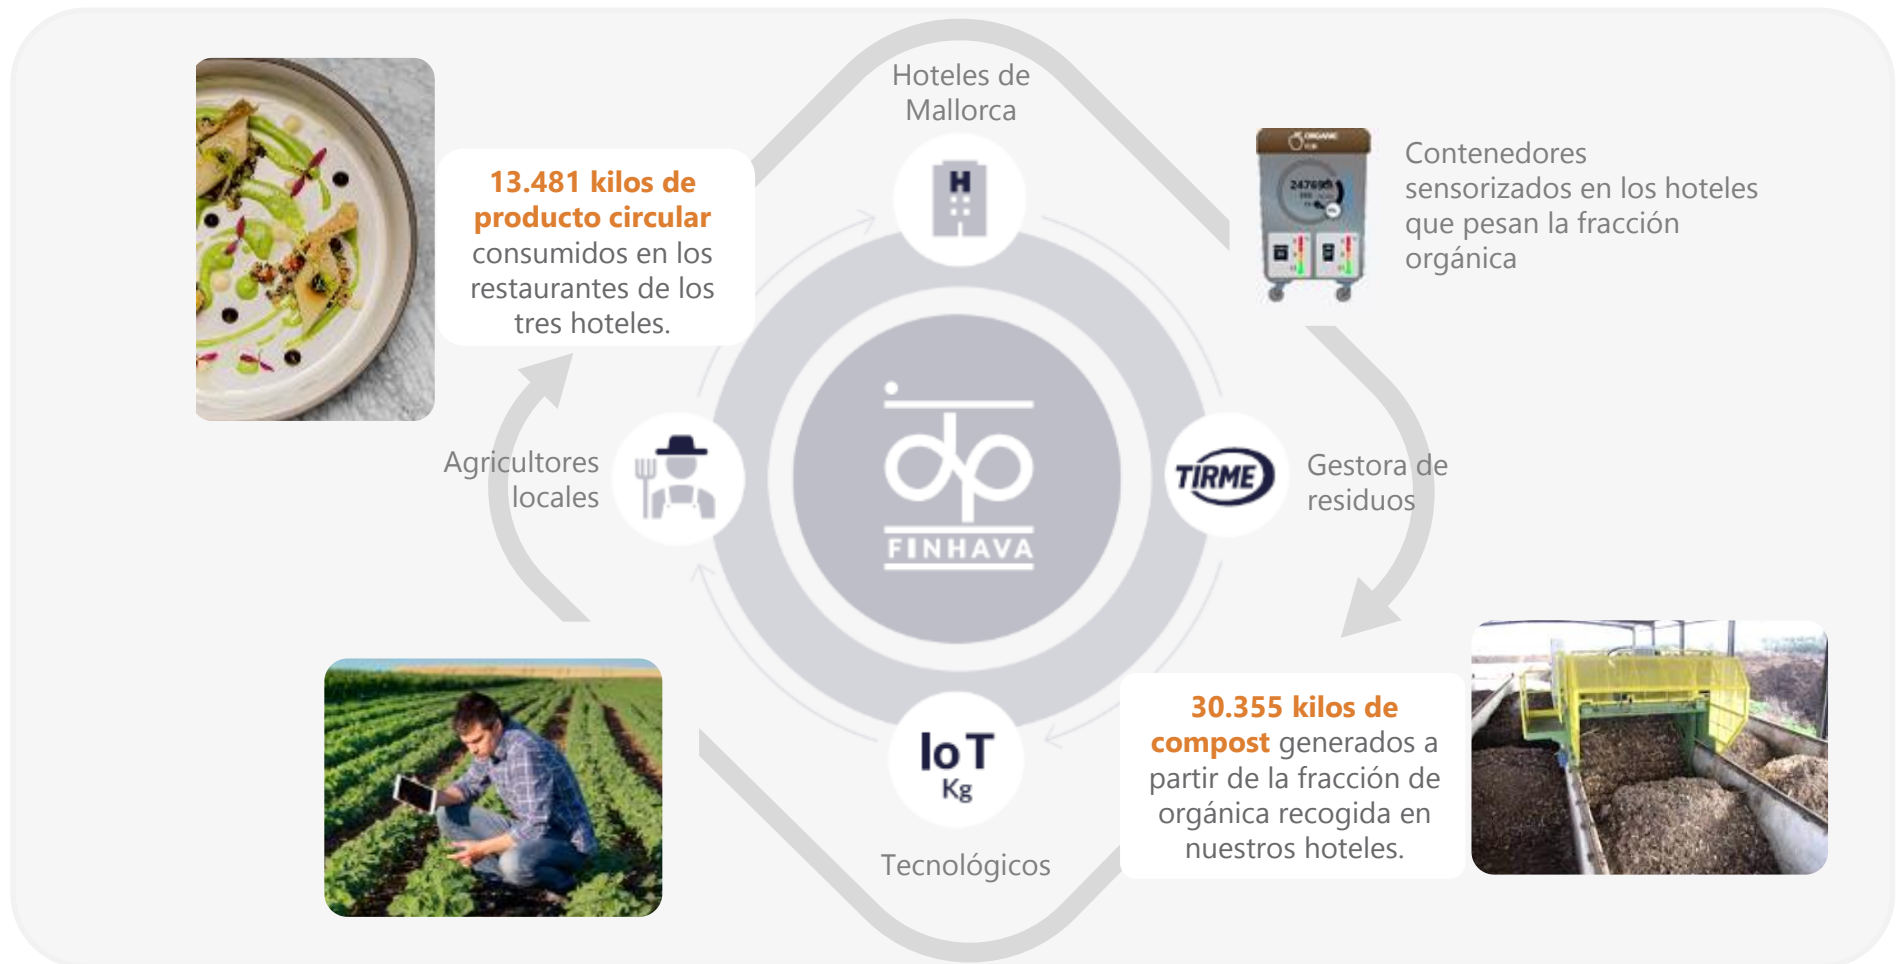 Hoteles de
Mallorca
H
13.481 kilos de
producto circular
consumidos en los
restaurantes de los
tres hoteles.
ORGANIC
Contenedores
sensorizados en los hoteles
que pesan la fracción
orgánica
Agricultores
locales
FINHAVA
TIRME
Gestora de
residuos
IoT
Kg
Tecnológicos
30.355 kilos de
compost generados a
partir de la fracción de
orgánica recogida en
nuestros hoteles.